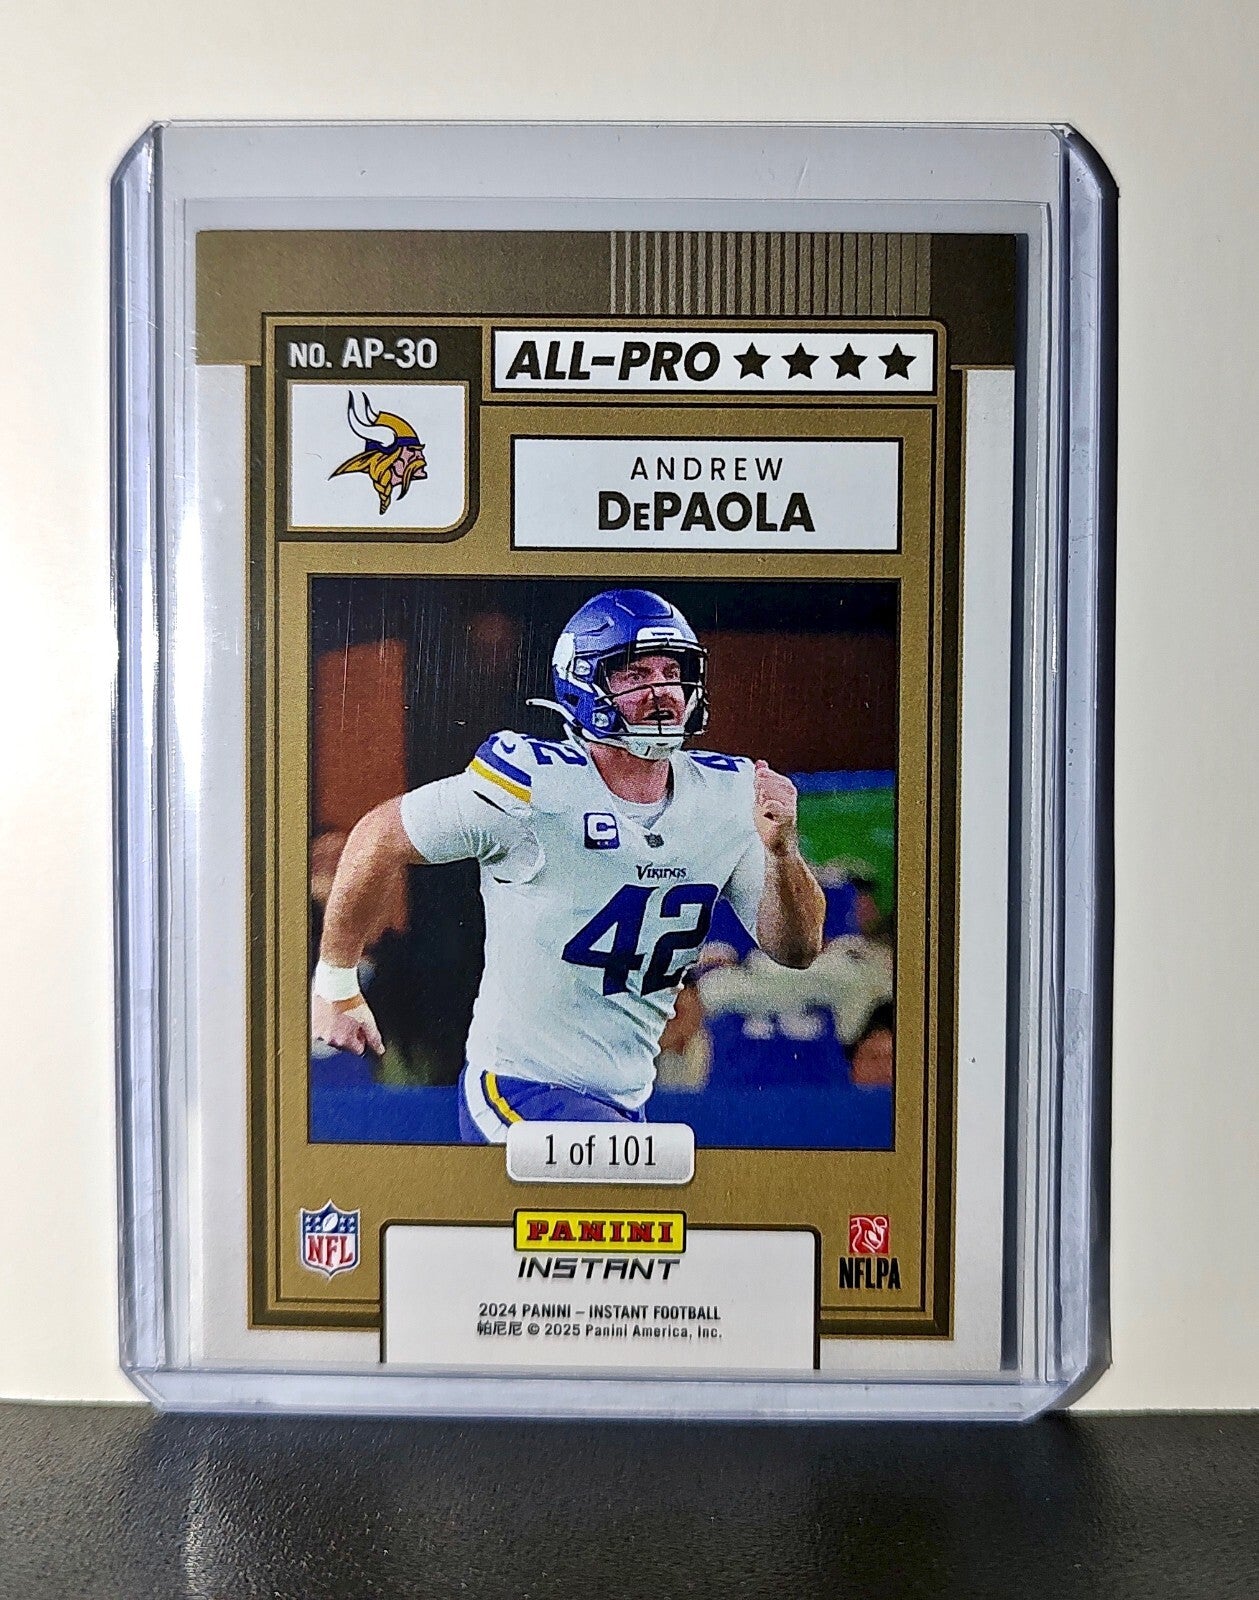 NO. AP-30
ALL-PRO ★★★★
ANDREW
DePAOLA
42
42
C
VIKINGS
42
1 of 101
NFL
PANINI
INSTANT
NFLPA
2024 PANINI – INSTANT FOOTBALL
帕尼尼 © 2025 Panini America, Inc.